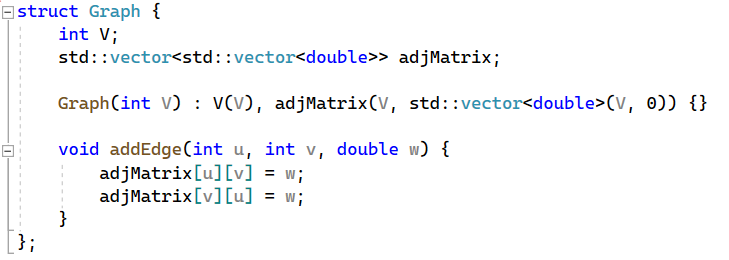 struct Graph {
    int V;
    std::vector<std::vector<double>> adjMatrix;

    Graph(int V) : V(V), adjMatrix(V, std::vector<double>(V, 0)) {}

    void addEdge(int u, int v, double w) {
        adjMatrix[u][v] = w;
        adjMatrix[v][u] = w;
    }
};